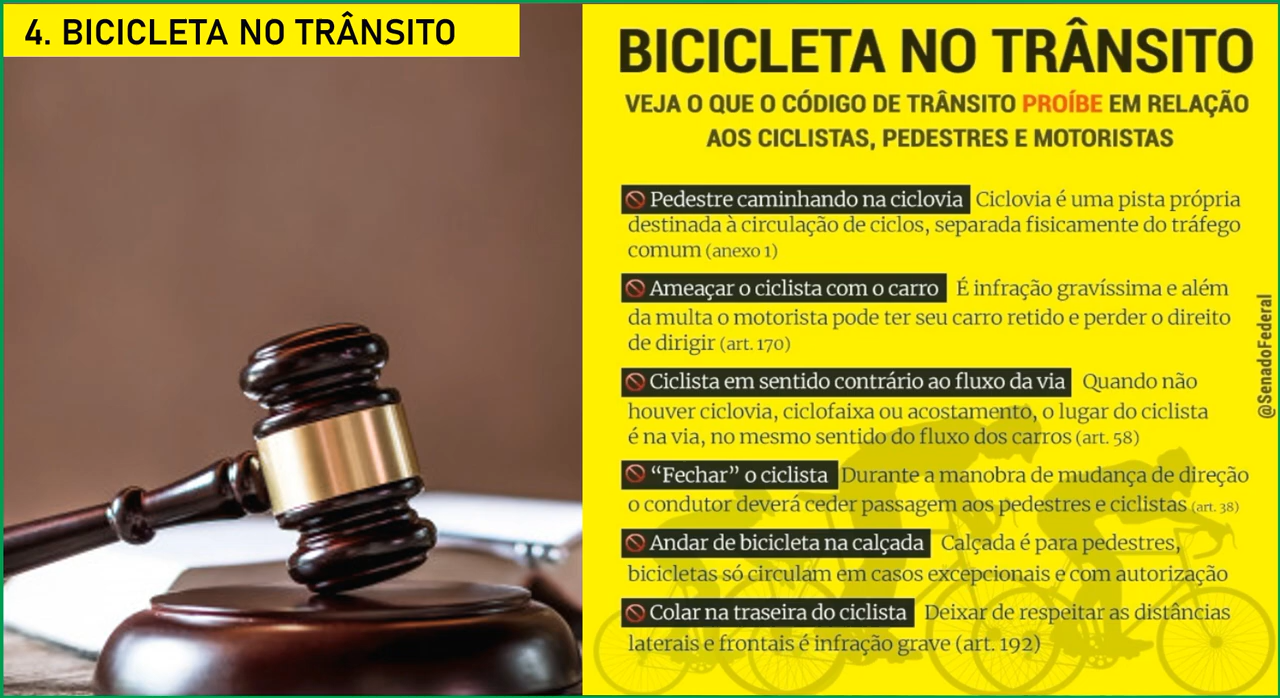 4. BICICLETA NO TRÂNSITO
BICICLETA NO TRÂNSITO
VEJA O QUE O CÓDIGO DE TRÂNSITO PROÍBE EM RELAÇÃO
AOS CICLISTAS, PEDESTRES E MOTORISTAS
Pedestre caminhando na ciclovia Ciclovia é uma pista própria
destinada à circulação de ciclos, separada fisicamente do tráfego
comum (anexo 1)
Ameaçar o ciclista com o carro É infração gravíssima e além
da multa o motorista pode ter seu carro retido e perder o direito
de dirigir (art. 170)
Ciclista em sentido contrário ao fluxo da via Quando não
houver ciclovia, ciclofaixa ou acostamento, o lugar do ciclista
é na via, no mesmo sentido do fluxo dos carros (art. 58)
“Fechar” o ciclista Durante a manobra de mudança de direção
o condutor deverá ceder passagem aos pedestres e ciclistas (art. 38)
Andar de bicicleta na calçada Calçada é para pedestres,
bicicletas só circulam em casos excepcionais e com autorização
Colar na traseira do ciclista Deixar de respeitar as distâncias
laterais e frontais é infração grave (art. 192)
@SenadoFederal